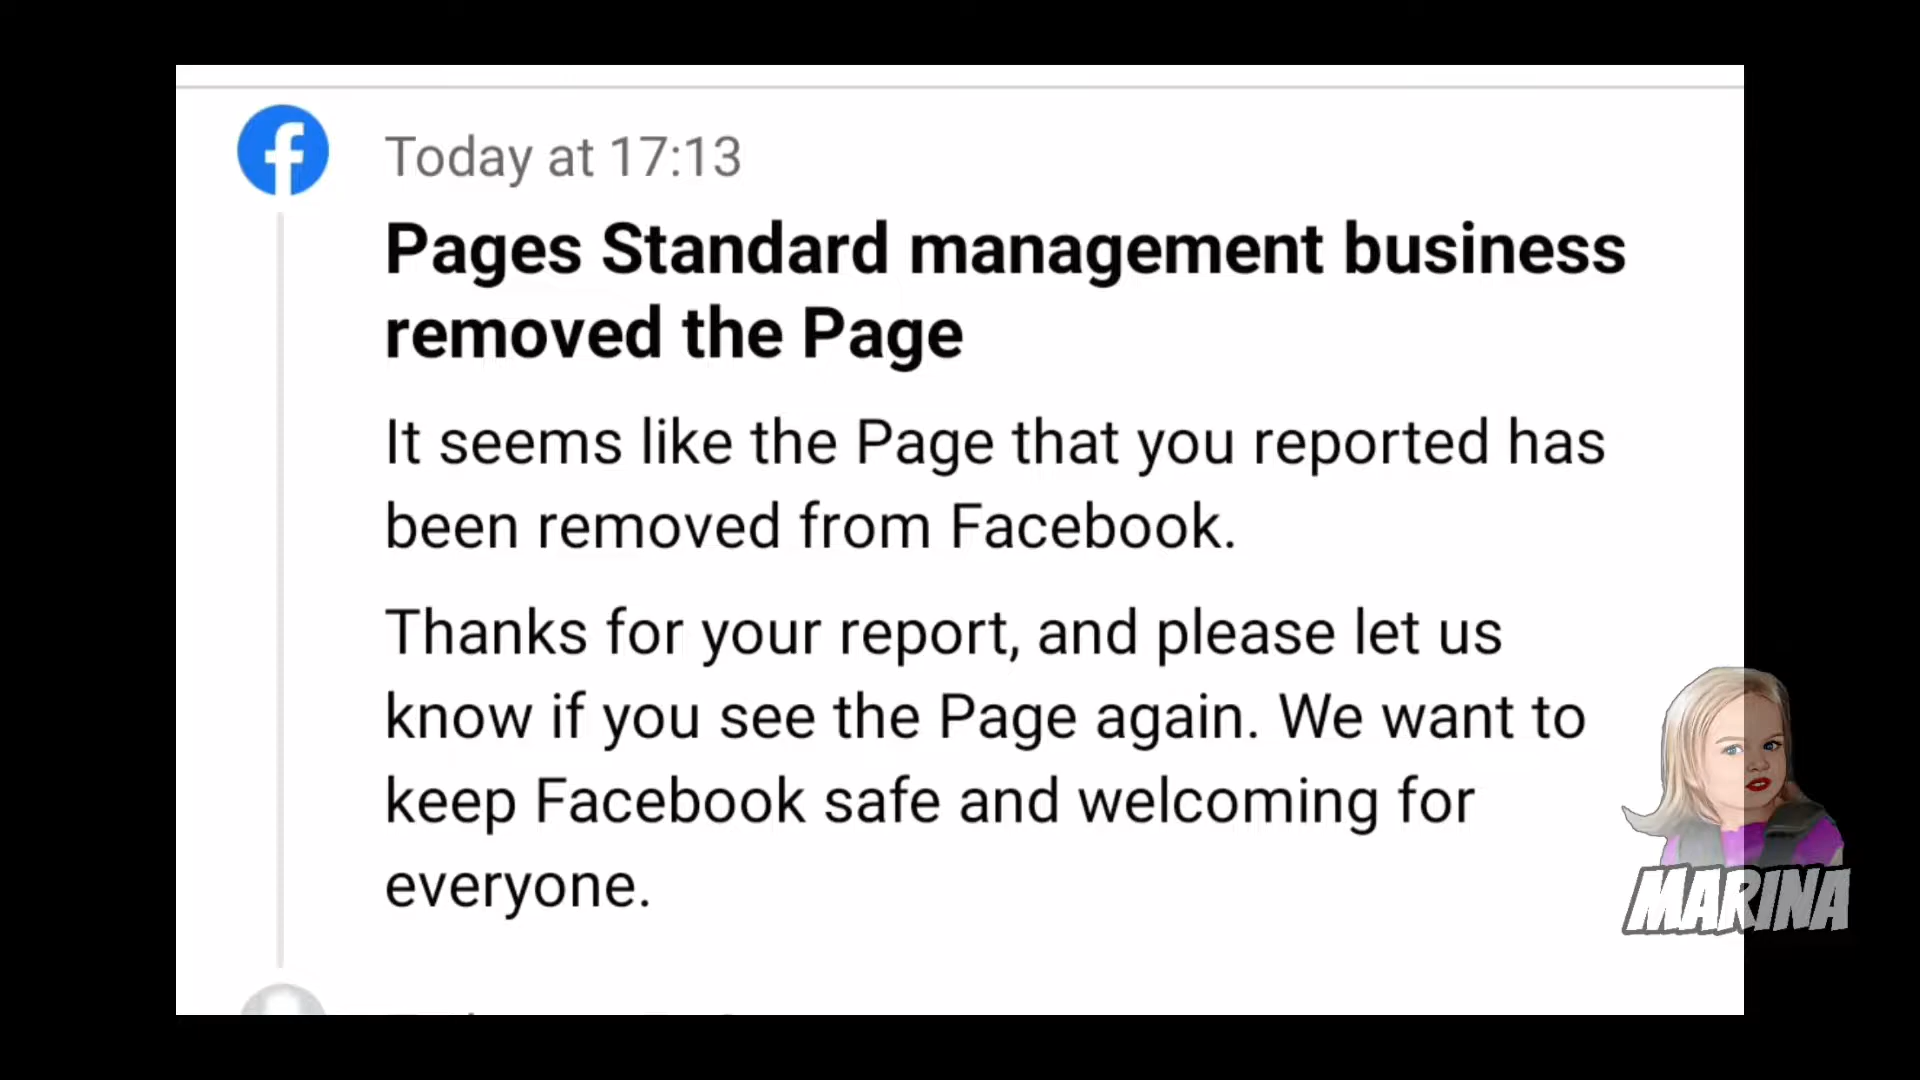 Today at 17:13
Pages Standard management business
removed the Page
It seems like the Page that you reported has
been removed from Facebook.
Thanks for your report, and please let us
know if you see the Page again. We want to
keep Facebook safe and welcoming for
everyone.
MARINA